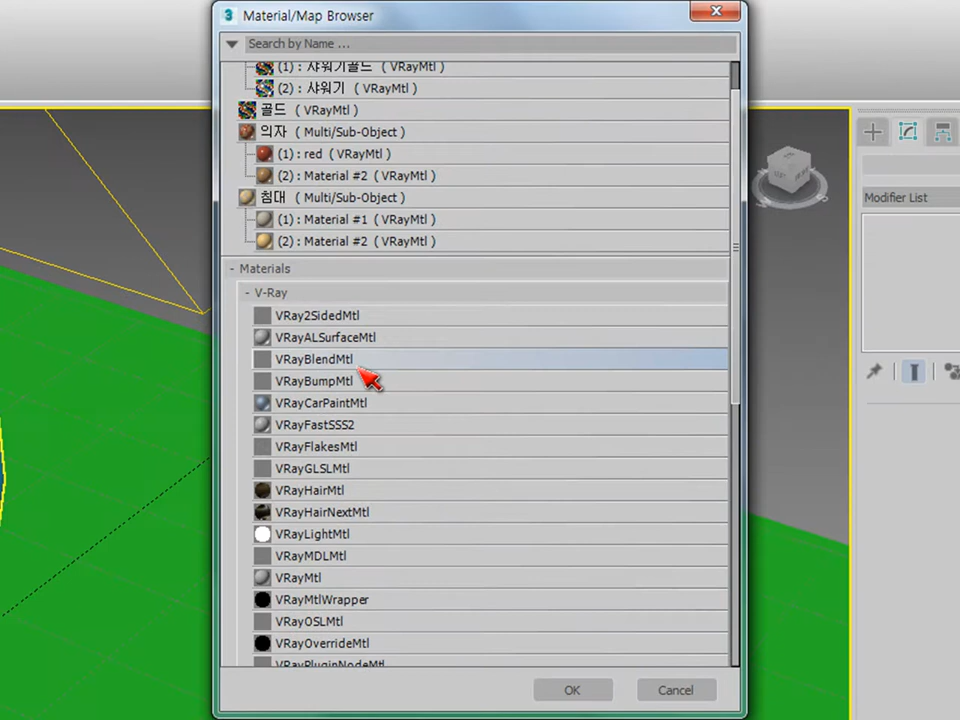 3 Material/Map Browser
Search by Name ...
(1) : 샤워기골드 ( VRayMtl )
(2) : 샤워기 ( VRayMtl )
골드 ( VRayMtl )
의자 ( Multi/Sub-Object )
(1) : red ( VRayMtl )
(2) : Material #2 ( VRayMtl )
침대 ( Multi/Sub-Object )
(1) : Material #1 ( VRayMtl )
(2) : Material #2 ( VRayMtl )
- Materials
- V-Ray
VRay2SidedMtl
VRayALSurfaceMtl
VRayBlendMtl
VRayBumpMtl
VRayCarPaintMtl
VRayFastSSS2
VRayFlakesMtl
VRayGLSLMtl
VRayHairMtl
VRayHairNextMtl
VRayLightMtl
VRayMDLMtl
VRayMtl
VRayMtlWrapper
VRayOSLMtl
VRayOverrideMtl
VRayPluginNodeMtl
OK
Cancel
Modifier List